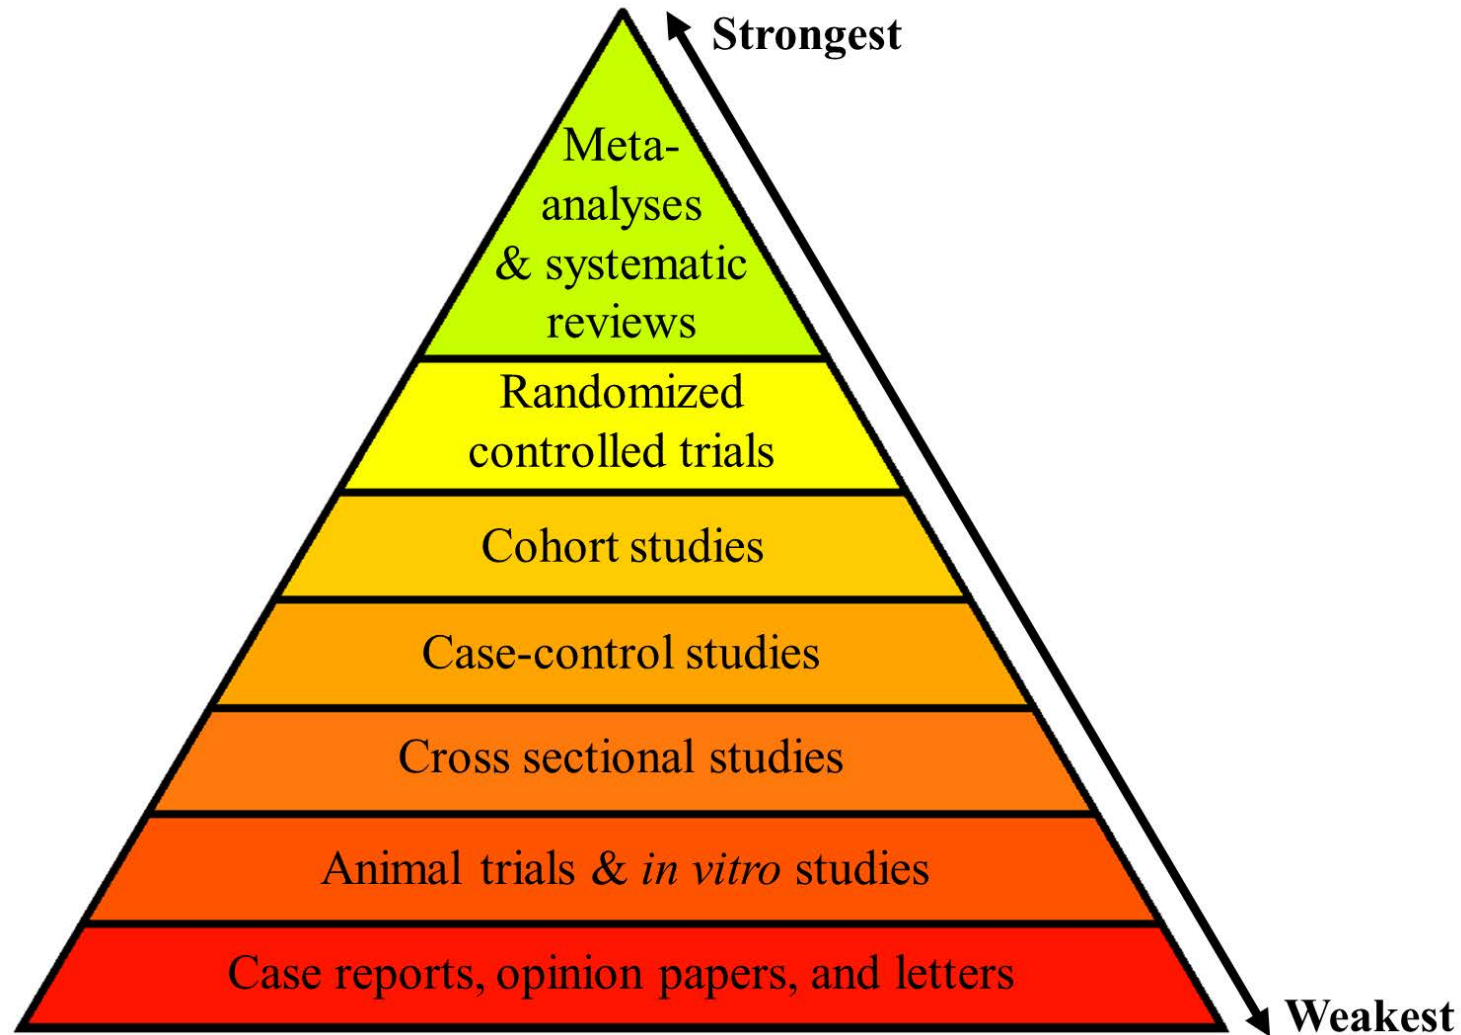 Strongest
Meta-
analyses
& systematic
reviews
Randomized
controlled trials
Cohort studies
Case-control studies
Cross sectional studies
Animal trials & in vitro studies
Case reports, opinion papers, and letters
Weakest